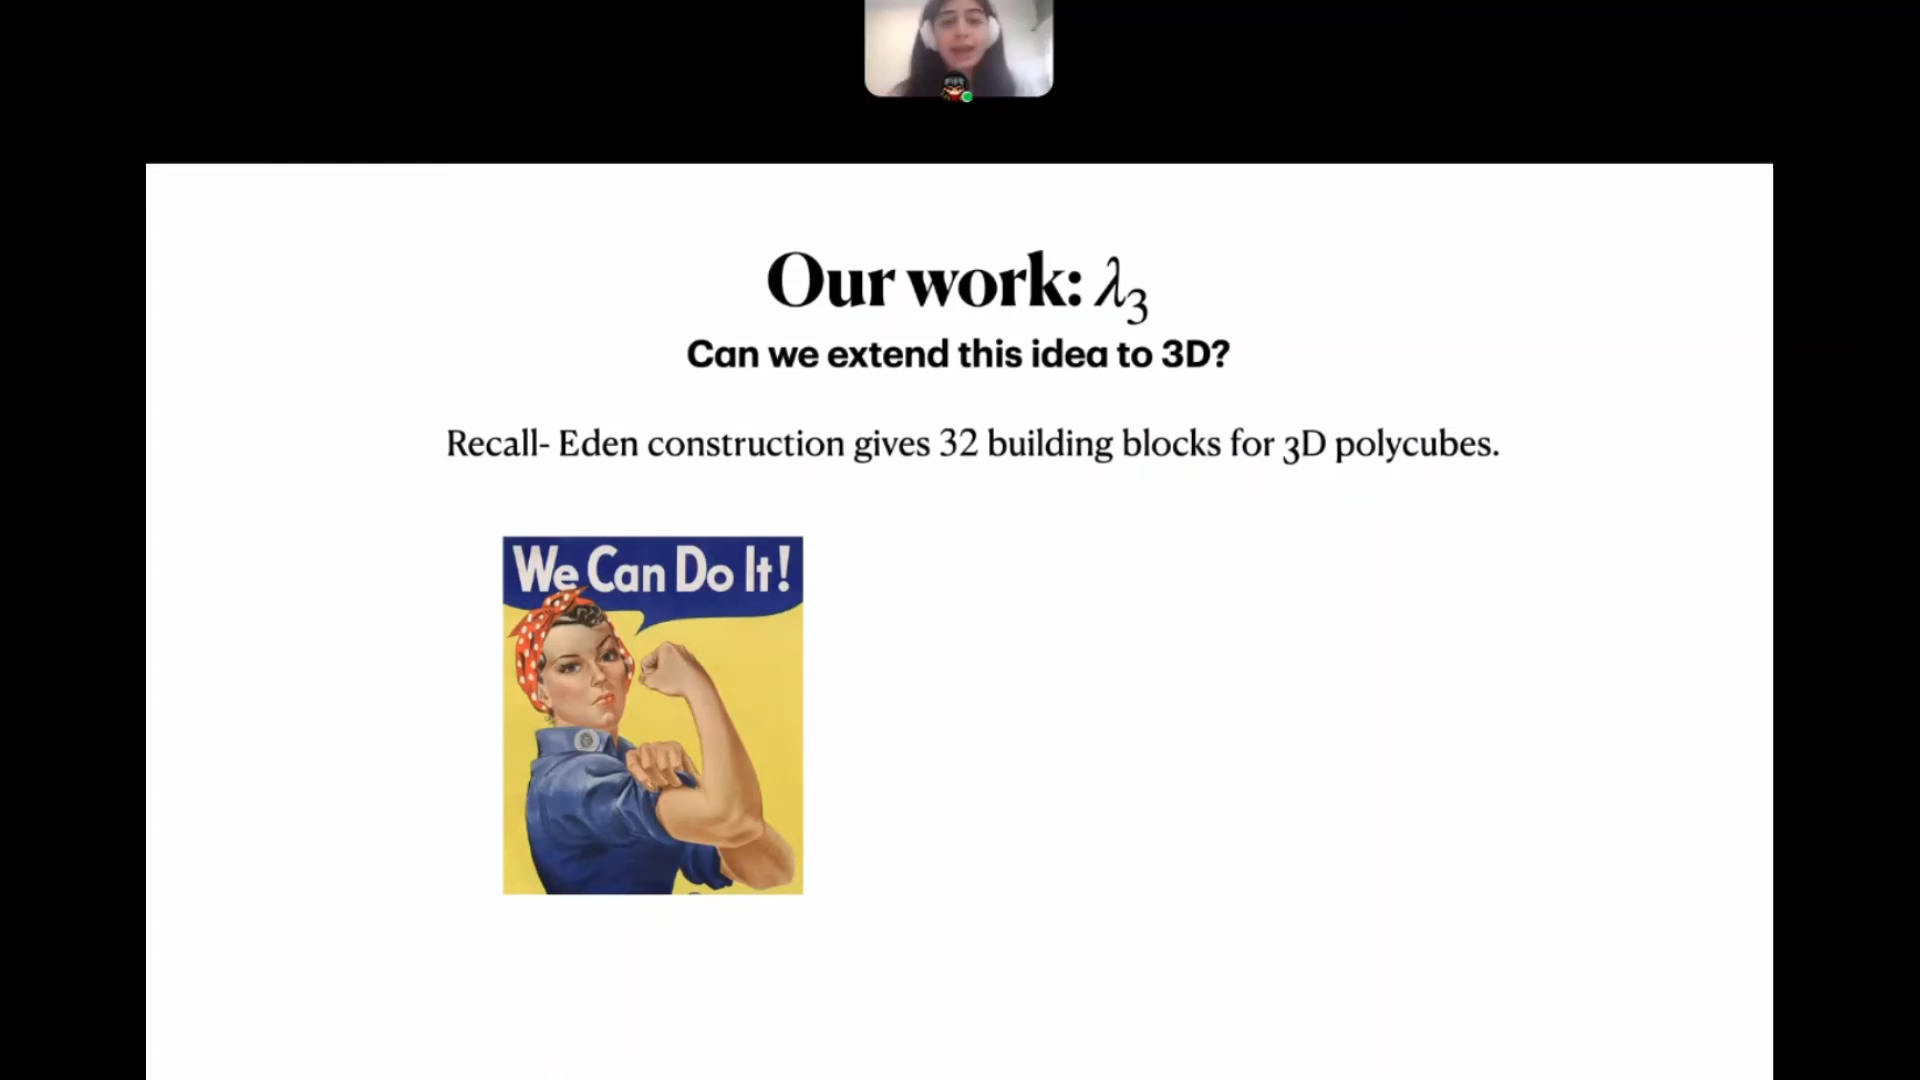 Our work: λ₃
Can we extend this idea to 3D?
Recall- Eden construction gives 32 building blocks for 3D polycubes.
We Can Do It!